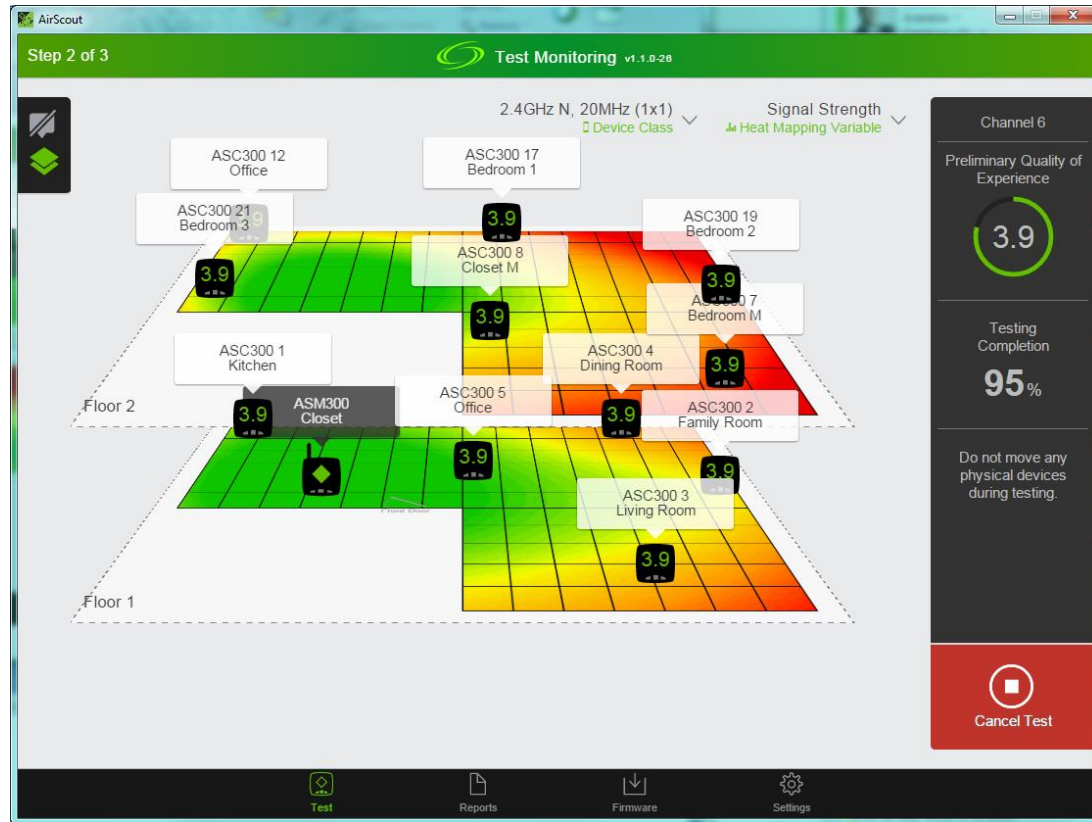 AirScout
Step 2 of 3
Test Monitoring v1.1.0-26
2.4GHz N, 20MHz (1x1)
Device Class
Signal Strength
Heat Mapping Variable
ASC300 12
Office
3.9
ASC300 17
Bedroom 1
3.9
ASC300 21
Bedroom 3
3.9
ASC300 19
Bedroom 2
3.9
ASC300 8
Closet M
3.9
ASC300 7
Bedroom M
3.9
Floor 2
ASC300 1
Kitchen
3.9
ASM300
Closet
ASC300 4
Dining Room
3.9
ASC300 5
Office
3.9
ASC300 2
Family Room
3.9
ASC300 3
Living Room
3.9
Front Door
Floor 1
Channel 6
Preliminary Quality of
Experience
3.9
Testing
Completion
95%
Do not move any
physical devices
during testing.
Cancel Test
Test
Reports
Firmware
Settings